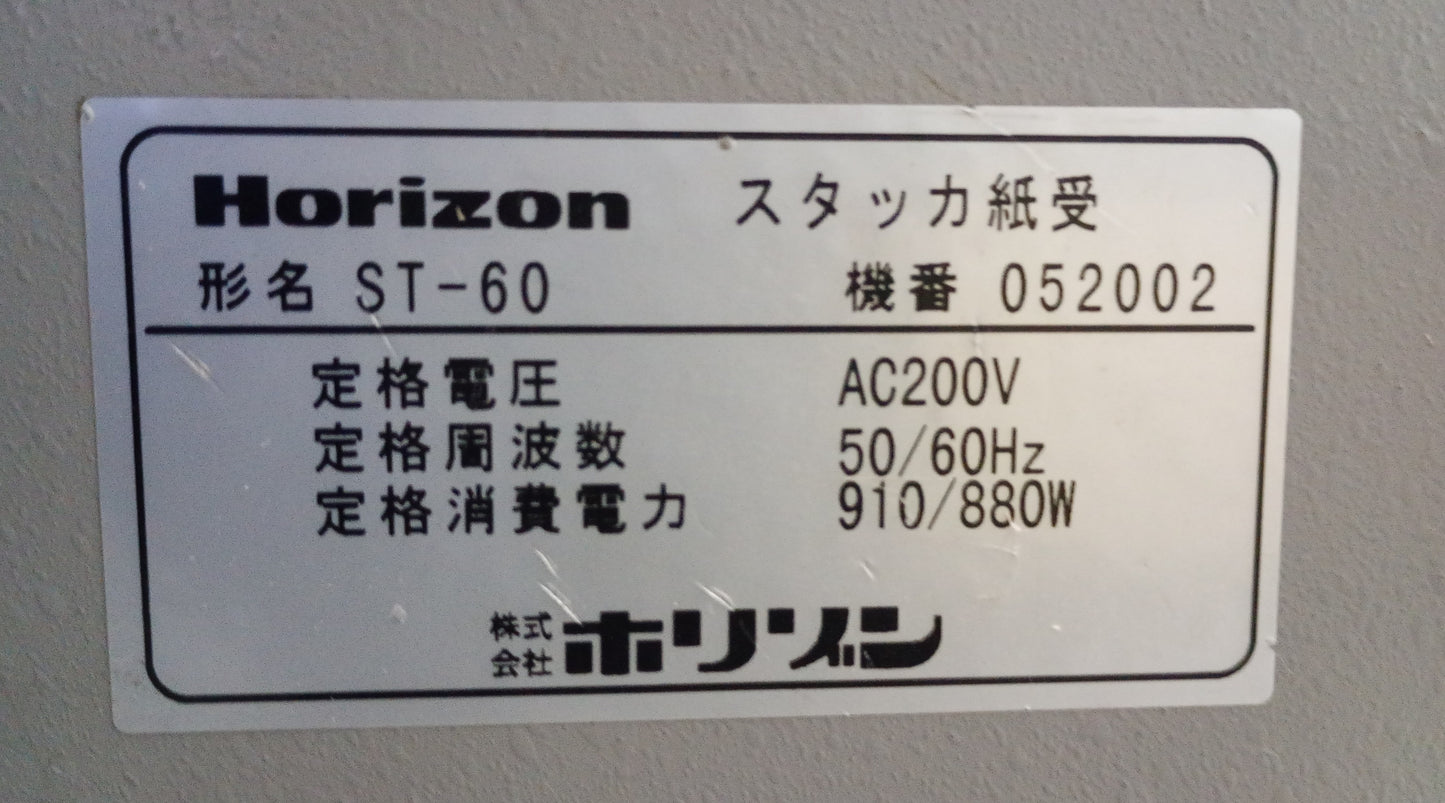 Horizon スタッカ紙受
形名 ST-60 機番 052002
定格電圧 AC200V
定格周波数 50/60Hz
定格消費電力 910/880W
株式会社 ホリゾン